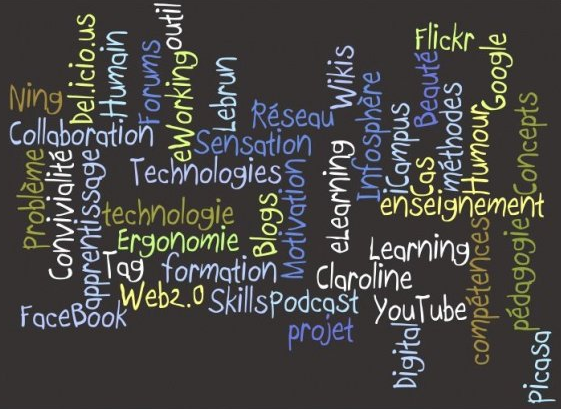 Ning
Del.icio.us
Humain
Forums
eWorking
outil
Lebrun
Réseau
Wikis
Infosphère
Flickr
Beauté
Google
Collaboration
Sensation
iCampus
Cas
méthodes
Humour
Concepts
Problème
Convivialité
apprentissage
Technologies
Motivation
eLearning
enseignement
technologie
Ergonomie
Blogs
Learning
Tag
formation
Claroline
compétences
pédagogie
Web2.0
Skills
Podcast
YouTube
FaceBook
projet
Digital
picasa